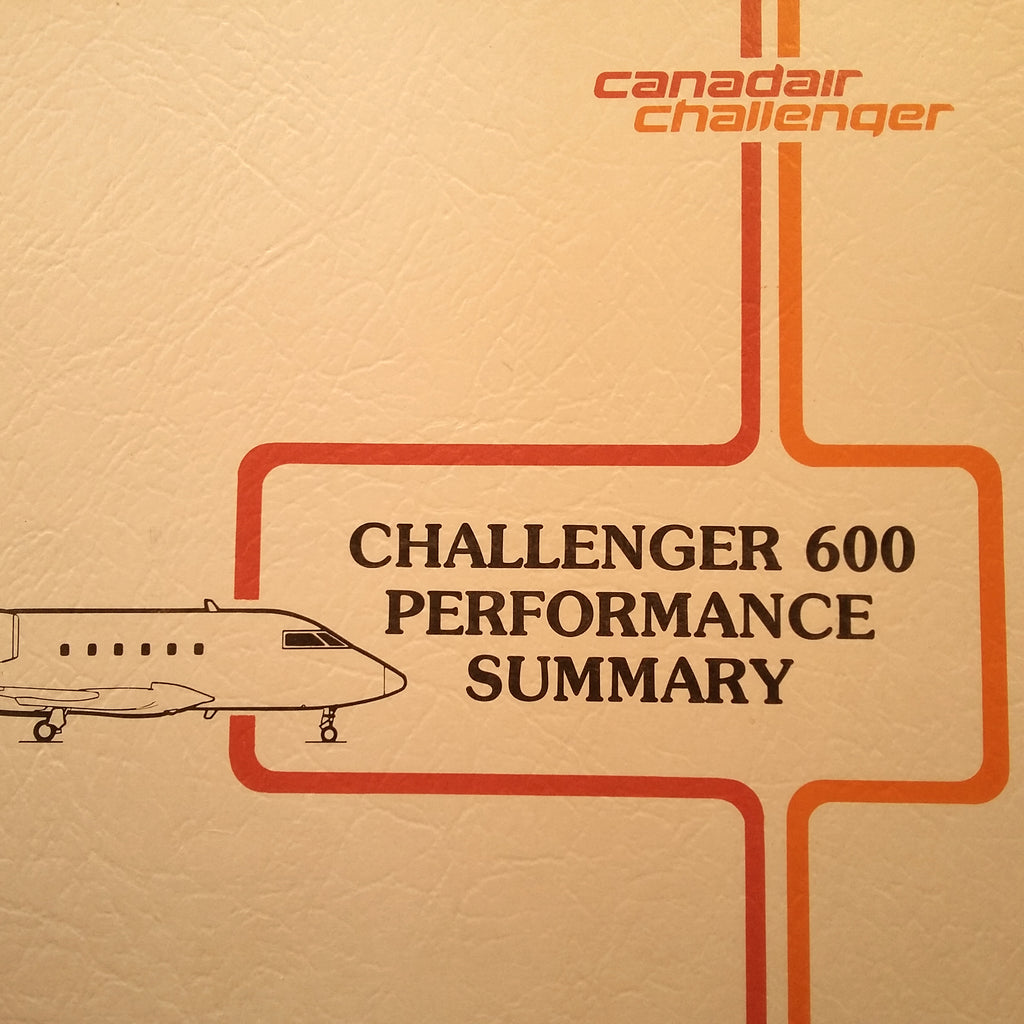 canadair
challenger
CHALLENGER 600
PERFORMANCE
SUMMARY